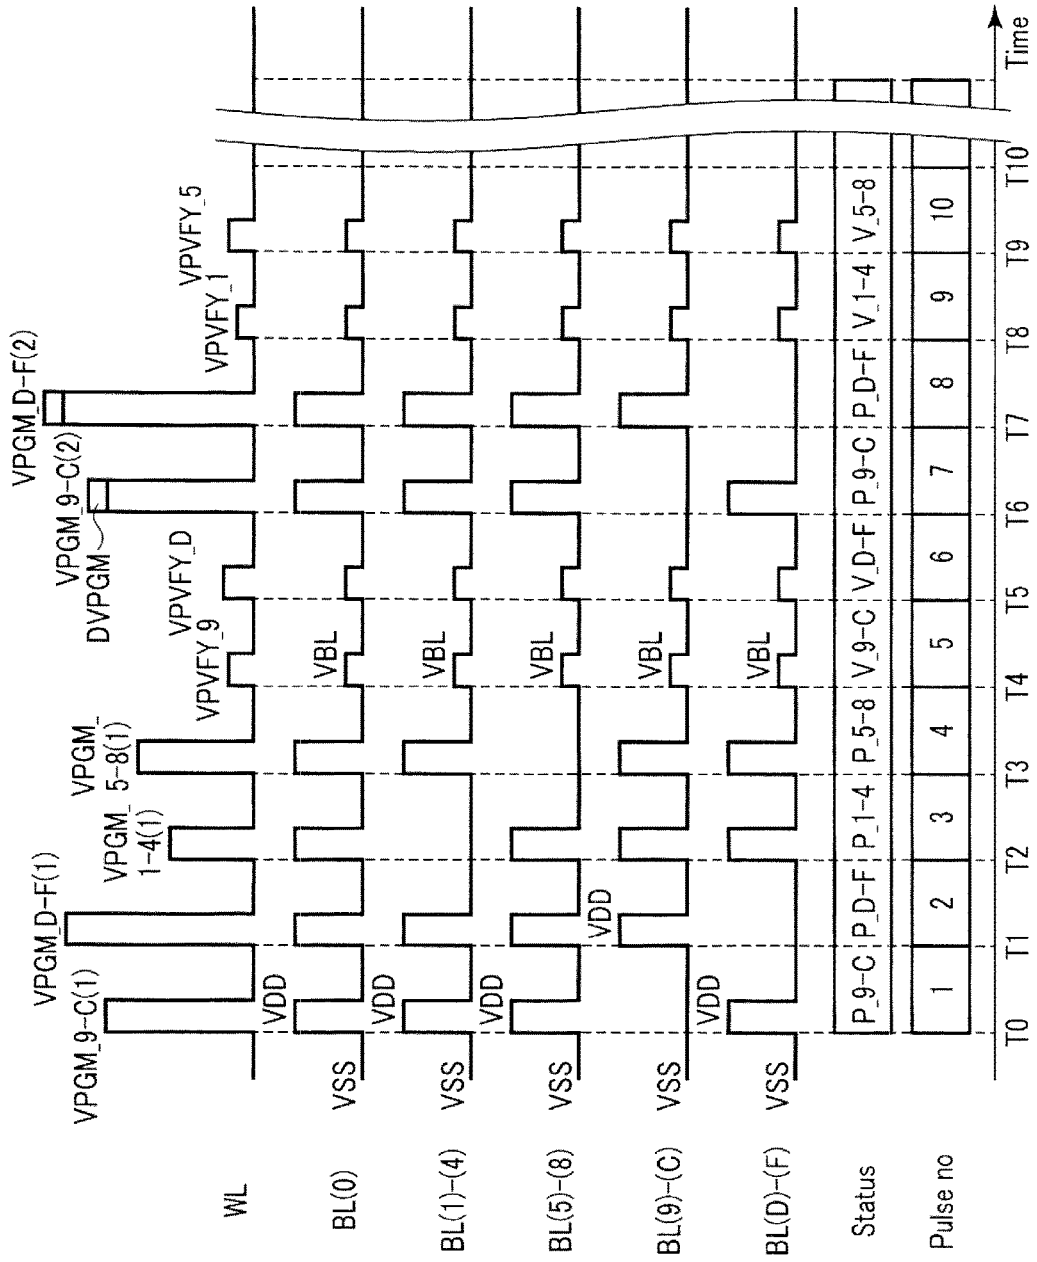 VPGM_D-F(1)
VPGM_D-F(2)
VPGM_9-C(1)
VPGM_
1-4(1)
VPGM_
5-8(1)
VPGM_9-C(2)
DVPGM
VPVFY_9
VPVFY_D
VPVFY_1
VPVFY_5
WL
VDD
BL(0)
VSS
VBL
VDD
BL(1)-(4)
VSS
VBL
VDD
BL(5)-(8)
VSS
VBL
VDD
BL(9)-(C)
VSS
VBL
VDD
BL(D)-(F)
VSS
VBL
Status
P_9-C
P_D-F
P_1-4
P_5-8
V_9-C
V_D-F
P_9-C
P_D-F
V_1-4
V_5-8
Pulse no
1
2
3
4
5
6
7
8
9
10
T0
T1
T2
T3
T4
T5
T6
T7
T8
T9
T10
Time